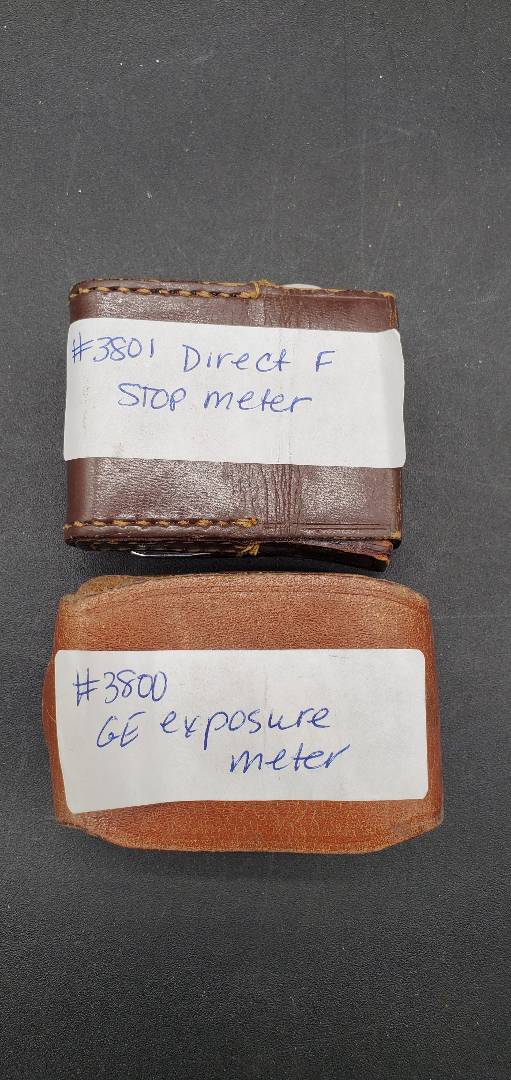 #3801 Direct F
STOP meter
#3800
GE exposure
meter